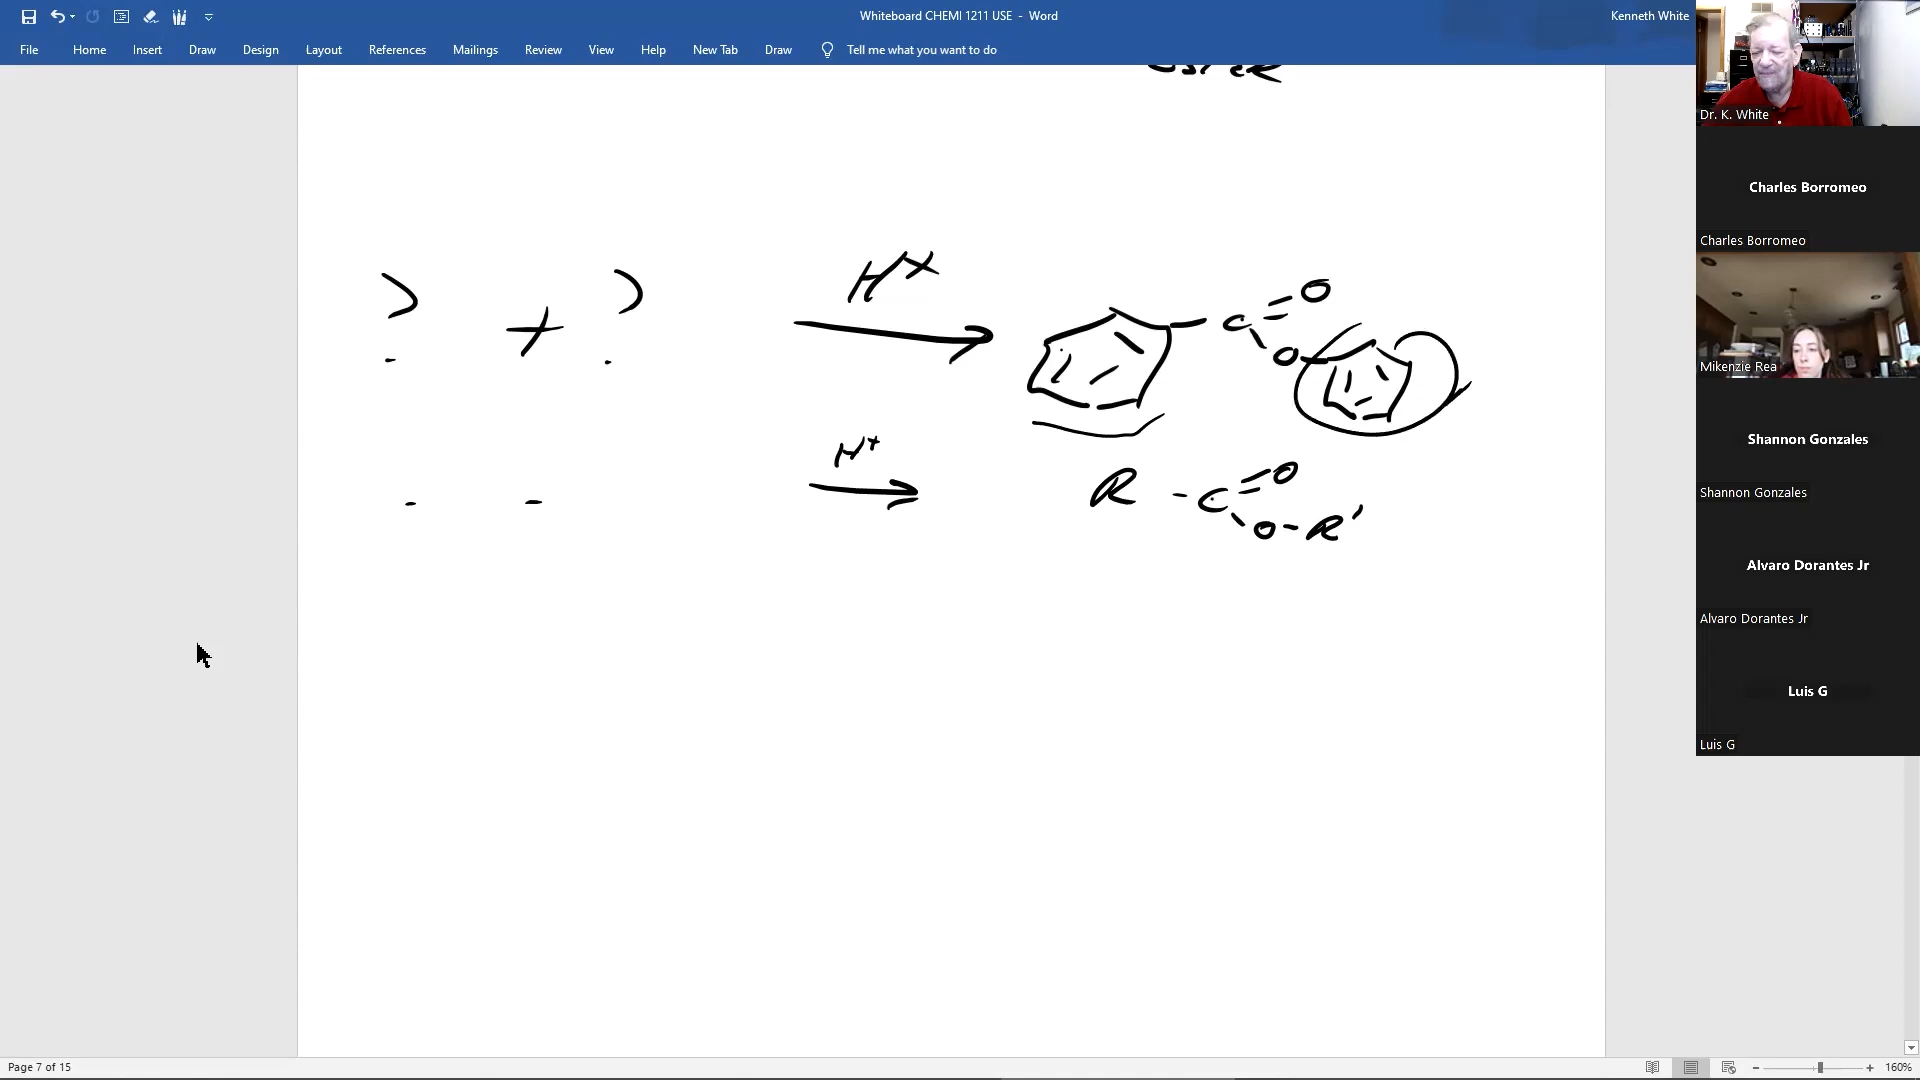 Whiteboard CHEMI 1211 USE - Word
Kenneth White
File Home Insert Draw Design Layout References Mailings Review View Help New Tab Draw Tell me what you want to do
Dr. K. White
Charles Borromeo
Charles Borromeo
Mikenzie Rea
Shannon Gonzales
Shannon Gonzales
Alvaro Dorantes Jr
Alvaro Dorantes Jr
Luis G
Luis G
? + ? H+ → C = O
O
H+ → R - C = O
O - R'
Page 7 of 15
160%